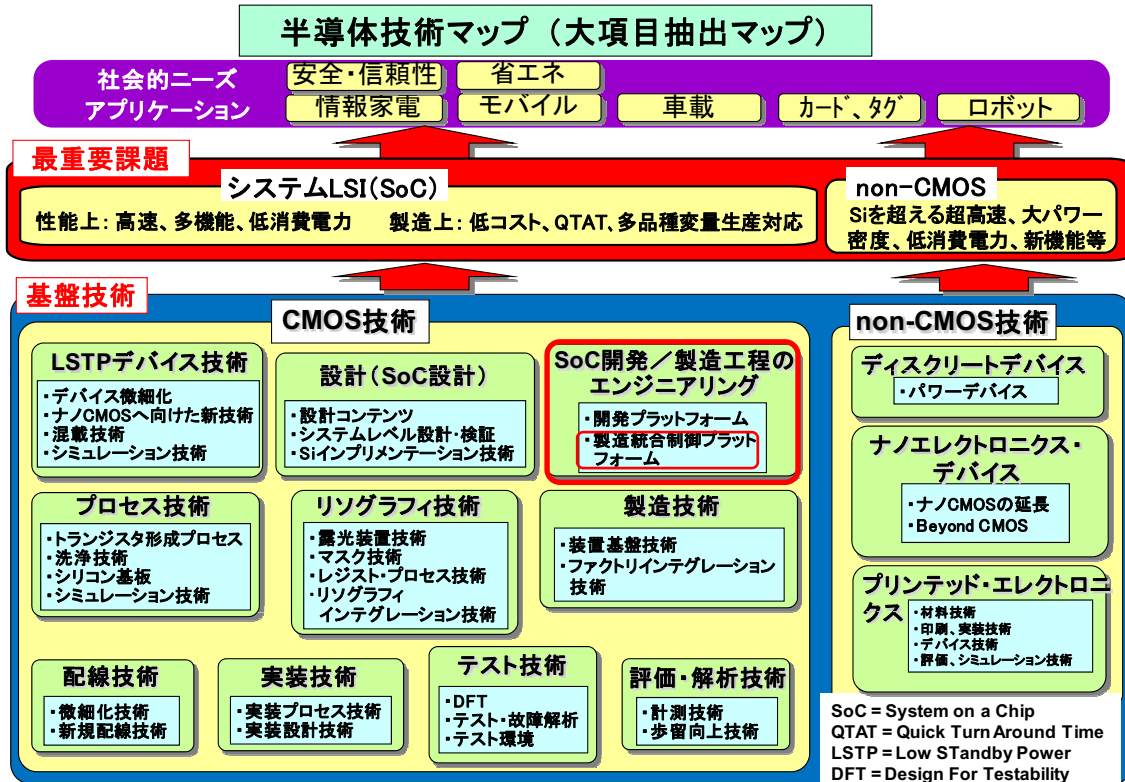 半導体技術マップ (大項目抽出マップ)
社会的ニーズ
アプリケーション
安全・信頼性
省エネ
情報家電
モバイル
車載
カード、タグ
ロボット
最重要課題
システムLSI(SoC)
性能上：高速、多機能、低消費電力 製造上：低コスト、QTAT、多品種変量生産対応
non-CMOS
Siを超える超高速、大パワー
密度、低消費電力、新機能等
基盤技術
CMOS技術
LSTPデバイス技術
・デバイス微細化
・ナノCMOSへ向けた新技術
・混載技術
・シミュレーション技術
設計(SoC設計)
・設計コンテンツ
・システムレベル設計・検証
・Siインプリメンテーション技術
SoC開発／製造工程の
エンジニアリング
・開発プラットフォーム
・製造統合制御プラット
フォーム
プロセス技術
・トランジスタ形成プロセス
・洗浄技術
・シリコン基板
・シミュレーション技術
リソグラフィ技術
・露光装置技術
・マスク技術
・レジスト・プロセス技術
・リソグラフィ
インテグレーション技術
製造技術
・装置基盤技術
・ファクトリインテグレーション
技術
配線技術
・微細化技術
・新規配線技術
実装技術
・実装プロセス技術
・実装設計技術
テスト技術
・DFT
・テスト・故障解析
・テスト環境
評価・解析技術
・計測技術
・歩留向上技術
non-CMOS技術
ディスクリートデバイス
・パワーデバイス
ナノエレクトロニクス・
デバイス
・ナノCMOSの延長
・Beyond CMOS
プリンテッド・エレクトロニ
クス
・材料技術
・印刷、実装技術
・デバイス技術
・評価、シミュレーション技術
SoC = System on a Chip
QTAT = Quick Turn Around Time
LSTP = Low STandby Power
DFT = Design For Testability